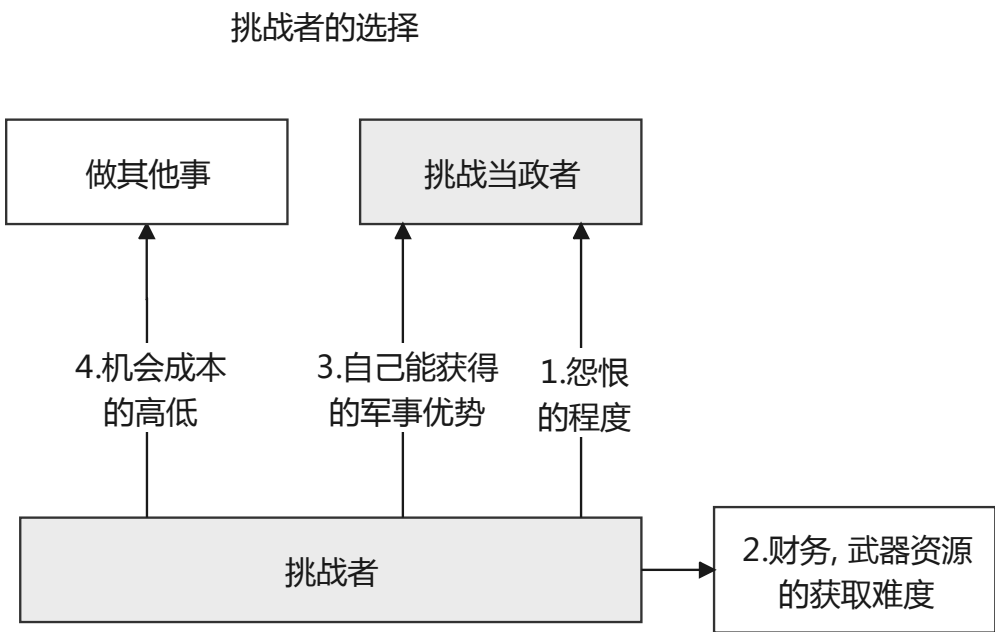 挑战者的选择
做其他事
挑战当政者
4.机会成本
的高低
3.自己能获得
的军事优势
1.怨恨
的程度
挑战者
2.财务, 武器资源
的获取难度